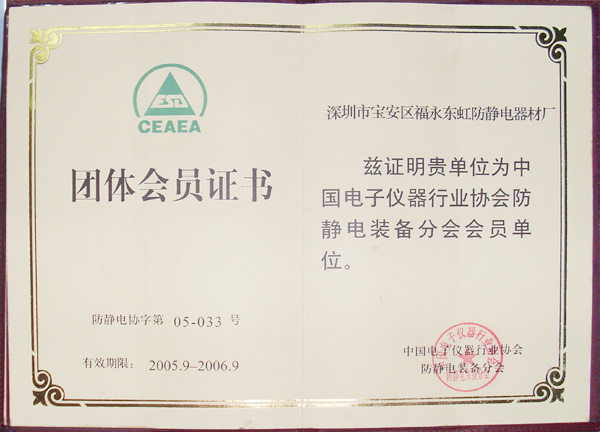 CEAEA
团体会员证书
防静电协字第 05-033 号
有效期限： 2005.9–2006.9
深圳市宝安区福永东虹防静电器材厂
兹证明贵单位为中
国电子仪器行业协会防
静电装备分会会员单
位。
中国电子仪器行业协会
防静电装备分会